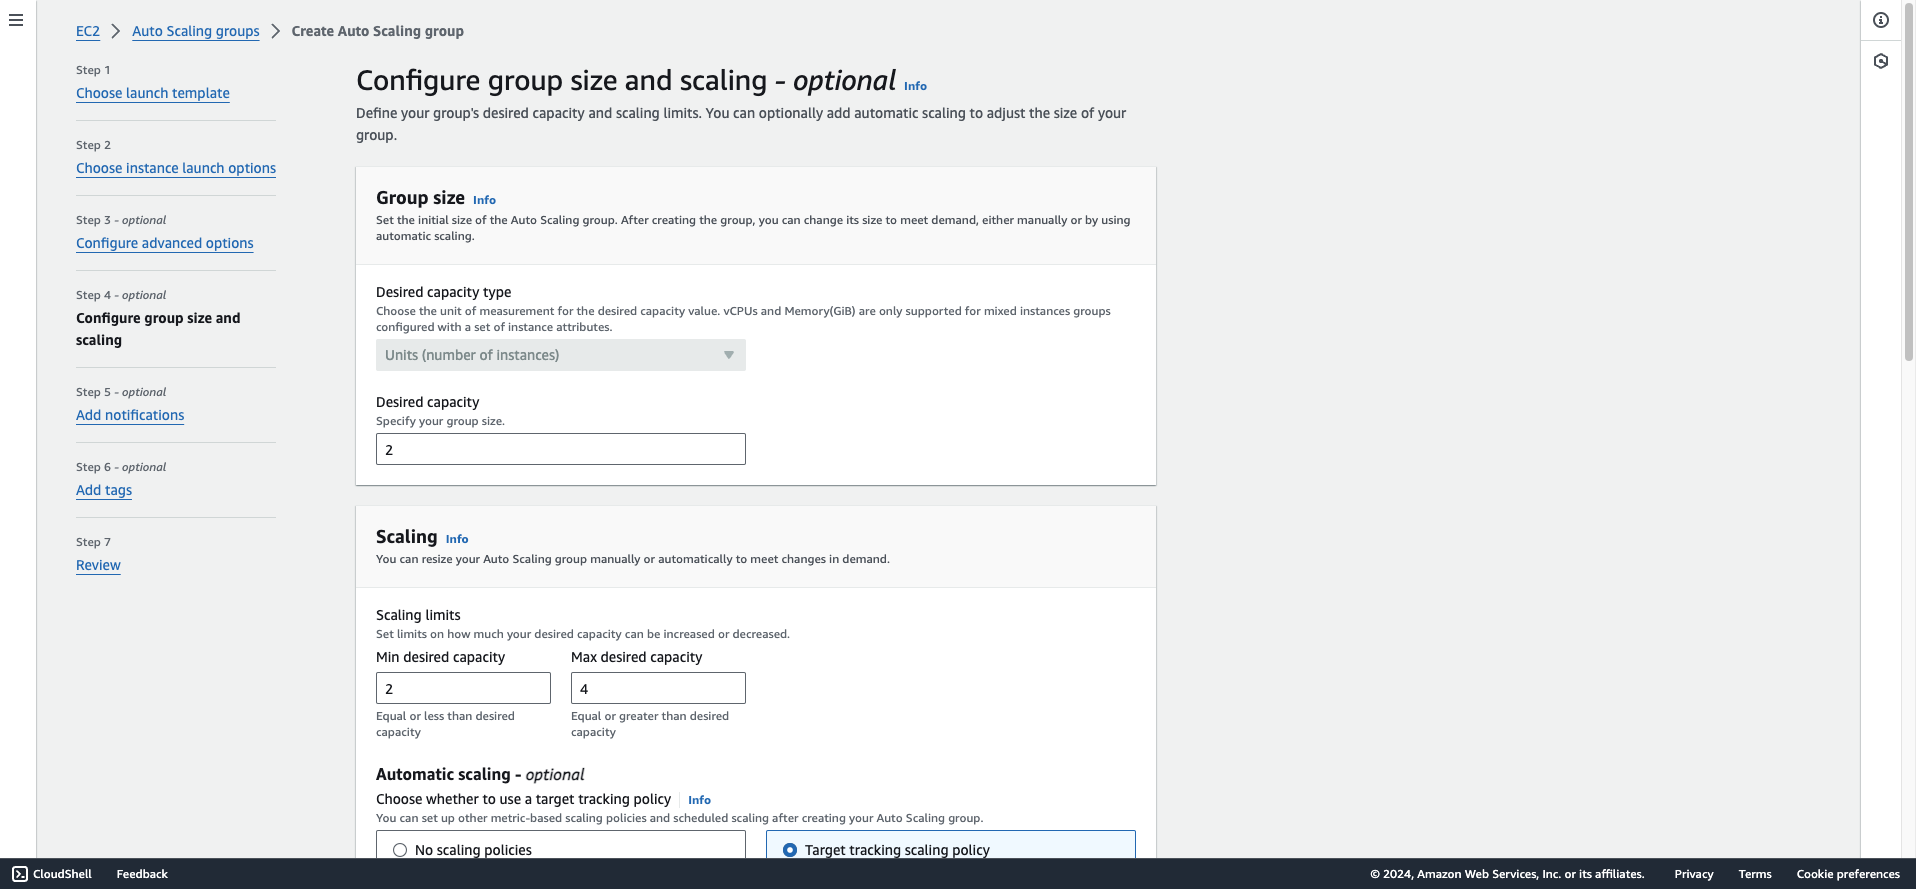 EC2 > Auto Scaling groups > Create Auto Scaling group
Step 1
Choose launch template
Step 2
Choose instance launch options
Step 3 - optional
Configure advanced options
Step 4 - optional
Configure group size and
scaling
Step 5 - optional
Add notifications
Step 6 - optional
Add tags
Step 7
Review
Configure group size and scaling - optional Info
Define your group's desired capacity and scaling limits. You can optionally add automatic scaling to adjust the size of your
group.
Group size Info
Set the initial size of the Auto Scaling group. After creating the group, you can change its size to meet demand, either manually or by using
automatic scaling.
Desired capacity type
Choose the unit of measurement for the desired capacity value. vCPUs and Memory(GiB) are only supported for mixed instances groups
configured with a set of instance attributes.
Units (number of instances)
Desired capacity
Specify your group size.
2
Scaling Info
You can resize your Auto Scaling group manually or automatically to meet changes in demand.
Scaling limits
Set limits on how much your desired capacity can be increased or decreased.
Min desired capacity Max desired capacity
2 4
Equal or less than desired Equal or greater than desired
capacity capacity
Automatic scaling - optional
Choose whether to use a target tracking policy Info
You can set up other metric-based scaling policies and scheduled scaling after creating your Auto Scaling group.
No scaling policies Target tracking scaling policy
CloudShell Feedback © 2024, Amazon Web Services, Inc. or its affiliates. Privacy Terms Cookie preferences